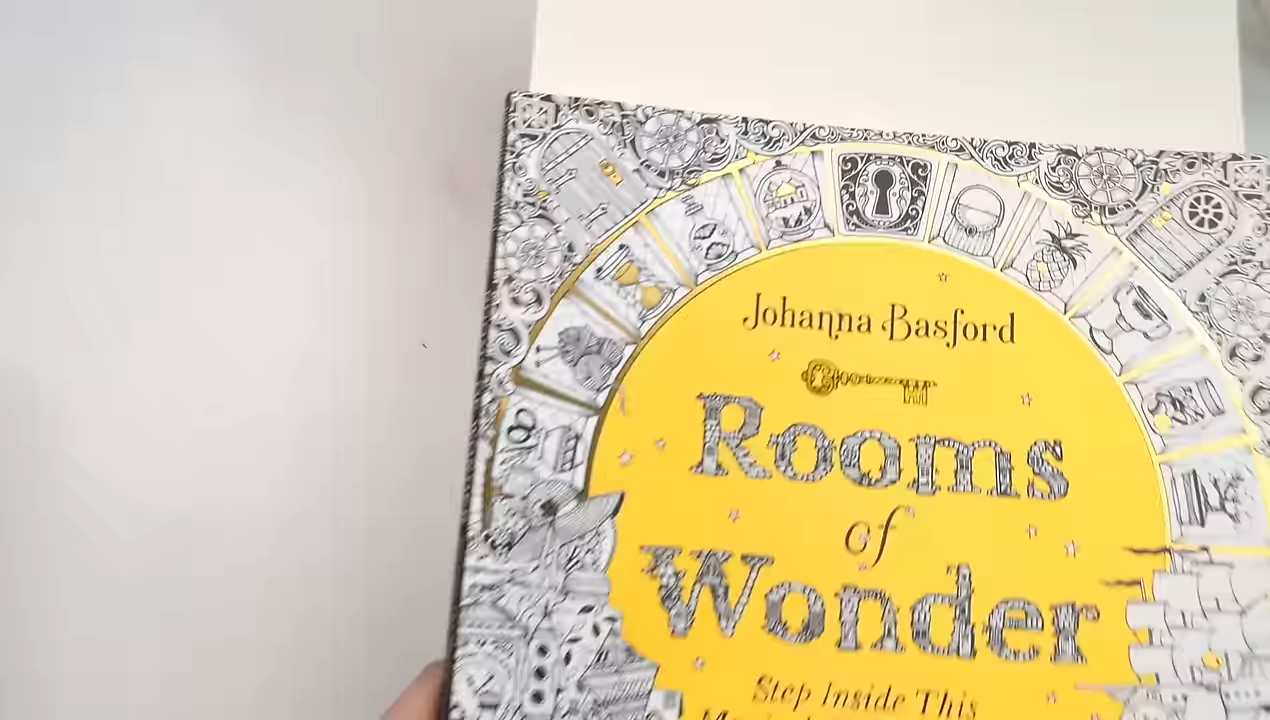 Johanna Basford
Rooms
of
Wonder
Step Inside This